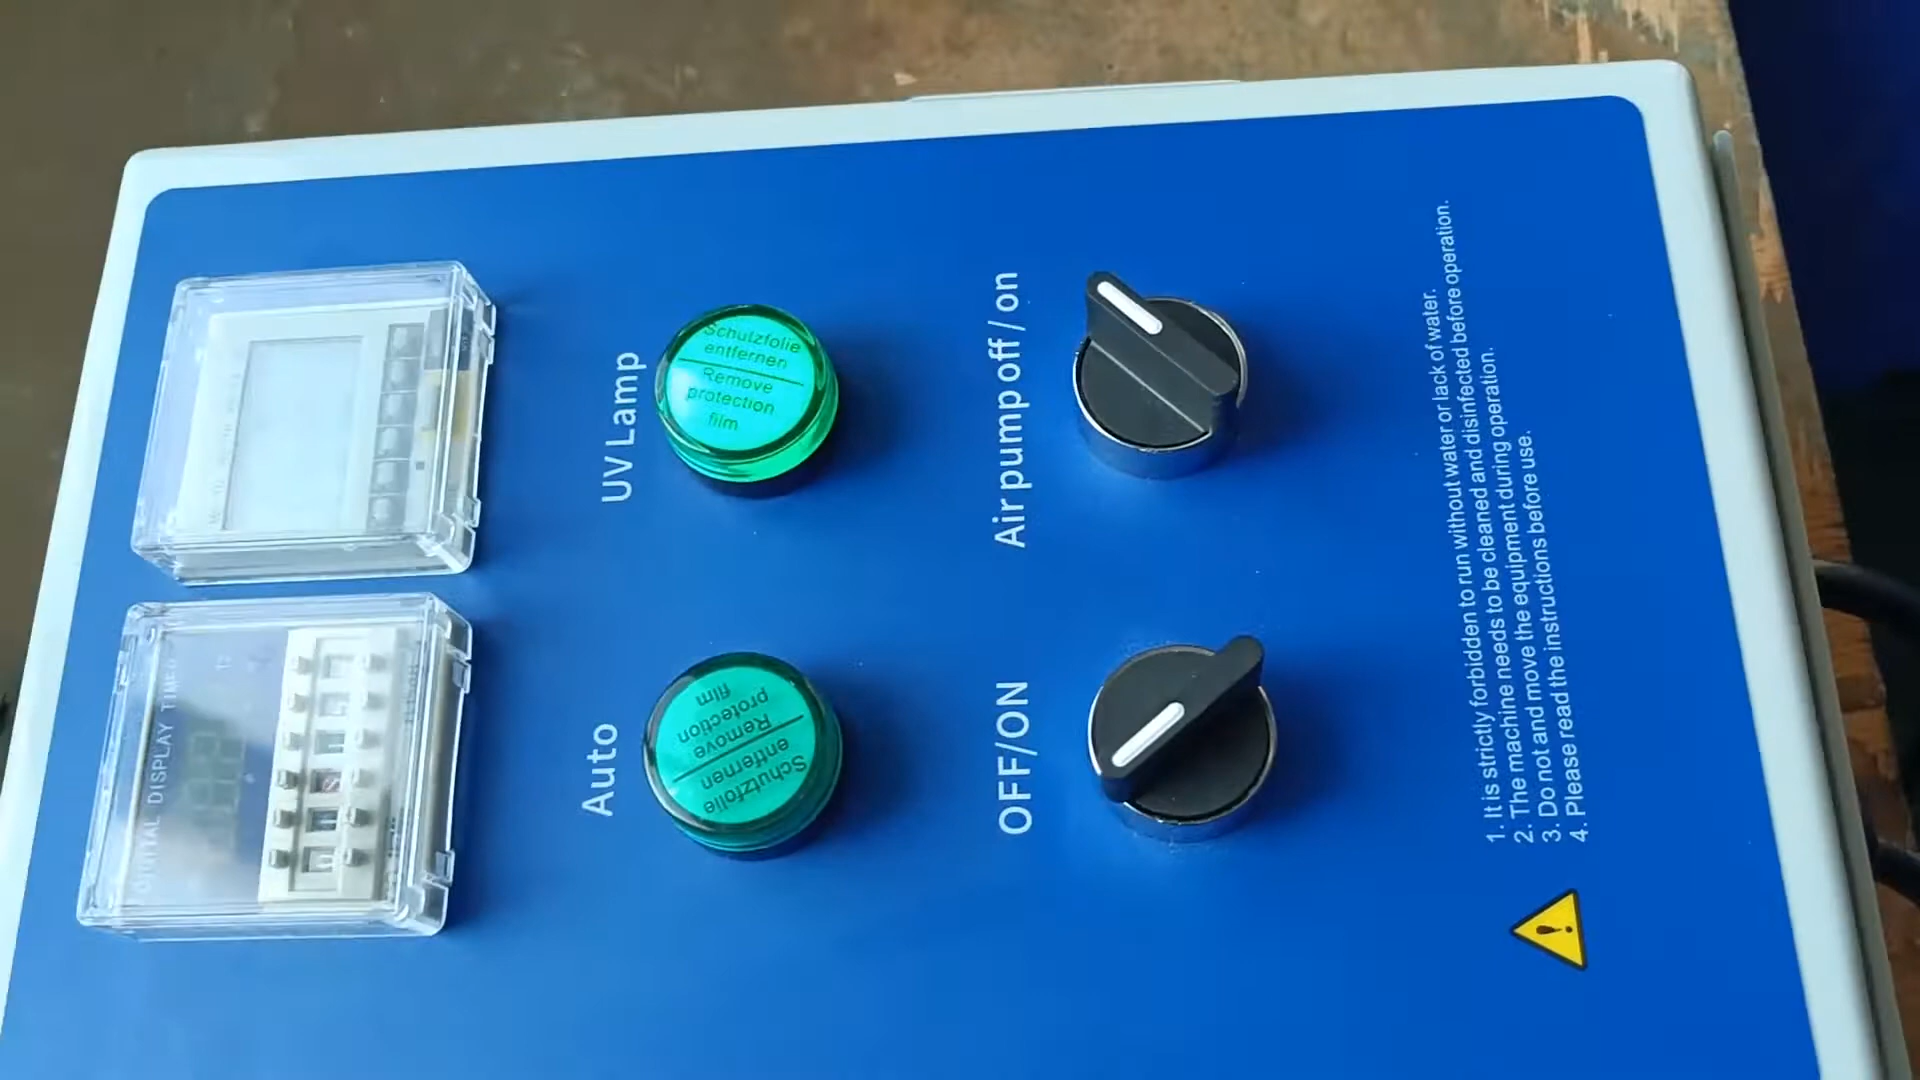 DIGITAL DISPLAY TIMER
Auto
UV Lamp
Schutzfolie
entfernen
Remove
protection
film
Schutzfolie
entfernen
Remove
protection
film
OFF/ON
Air pump off/on
1. It is strictly forbidden to run without water or lack of water.
2. The machine needs to be cleaned and disinfected before operation.
3. Do not and move the equipment during operation.
4. Please read the instructions before use.